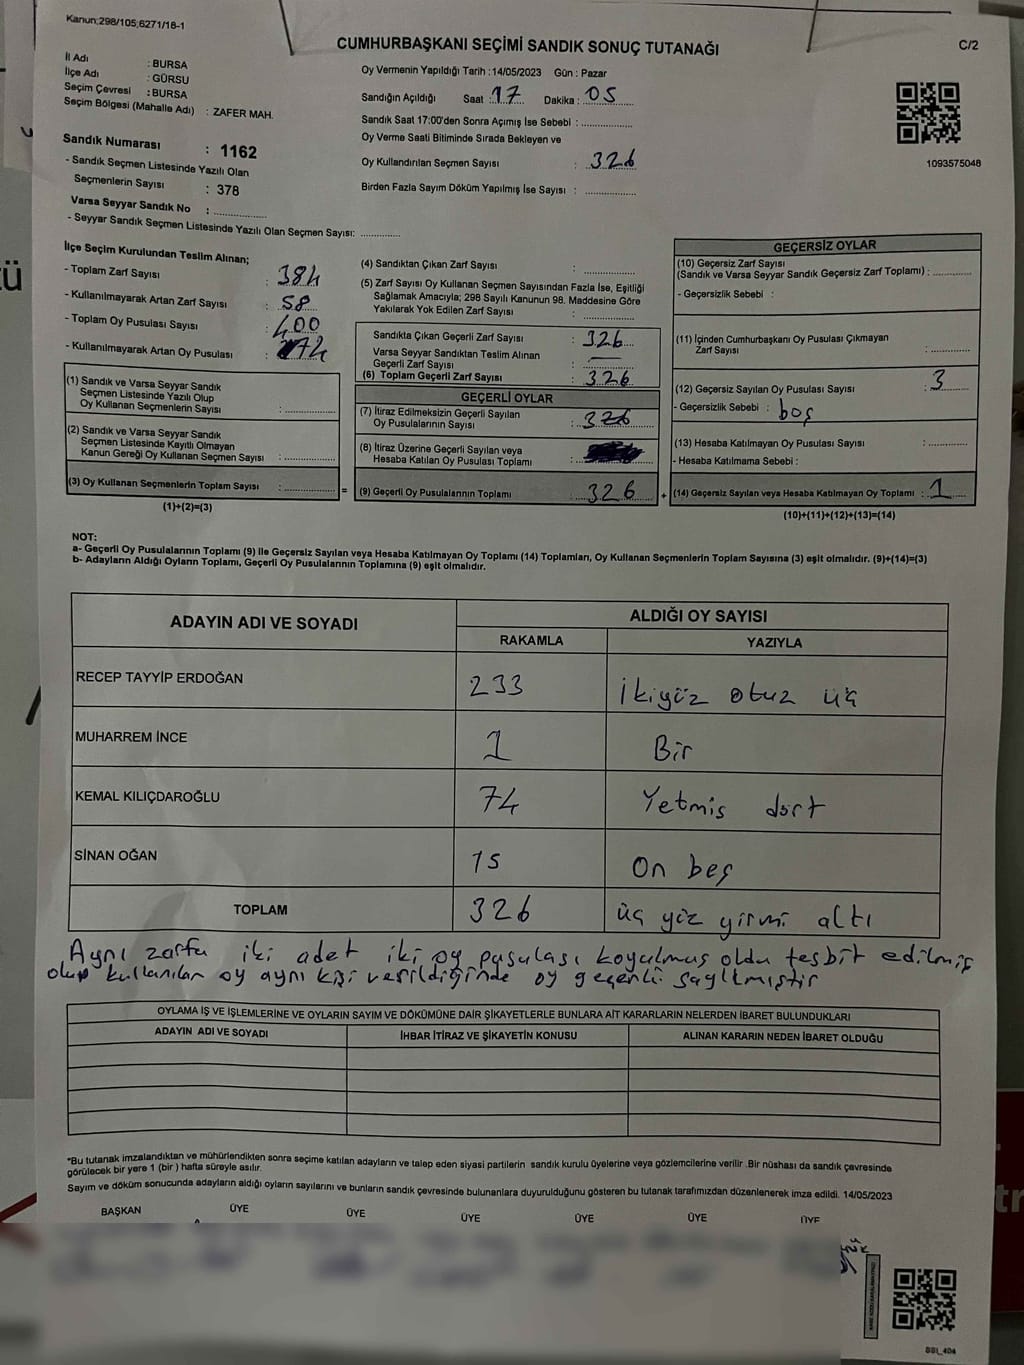 Kanun;298/105;6271/18-1
CUMHURBAŞKANI SEÇİMİ SANDIK SONUÇ TUTANAĞI
C/2
İl Adı : BURSA
İlçe Adı : GÜRSU
Seçim Çevresi : BURSA
Seçim Bölgesi (Mahalle Adı) : ZAFER MAH.
Sandık Numarası : 1162
- Sandık Seçmen Listesinde Yazılı Olan
Seçmenlerin Sayısı : 378
Varsa Seyyar Sandık No :
- Seyyar Sandık Seçmen Listesinde Yazılı Olan Seçmen Sayısı:
Oy Vermenin Yapıldığı Tarih : 14/05/2023 Gün : Pazar
Sandığın Açıldığı Saat : 17 Dakika : 05
Sandık Saat 17:00'den Sonra Açımış İse Sebebi :
Oy Verme Saati Bitiminde Sırada Bekleyen ve
Oy Kullandırılan Seçmen Sayısı : 326
Birden Fazla Sayım Döküm Yapılmış İse Sayısı :
1093575048
İlçe Seçim Kurulundan Teslim Alınan;
- Toplam Zarf Sayısı : 384
- Kullanılmayarak Artan Zarf Sayısı : 58
- Toplam Oy Pusulası Sayısı : 400
- Kullanılmayarak Artan Oy Pusulası : 74
(1) Sandık ve Varsa Seyyar Sandık
Seçmen Listesinde Yazılı Olup
Oy Kullanan Seçmenlerin Sayısı :
(2) Sandık ve Varsa Seyyar Sandık
Seçmen Listesinde Kayıtlı Olmayan
Kanun Gereği Oy Kullanan Seçmen Sayısı :
(3) Oy Kullanan Seçmenlerin Toplam Sayısı :
(1)+(2)=(3)
(4) Sandıktan Çıkan Zarf Sayısı :
(5) Zarf Sayısı Oy Kullanan Seçmen Sayısından Fazla İse, Eşitliği
Sağlamak Amacıyla; 298 Sayılı Kanunun 98. Maddesine Göre
Yakılarak Yok Edilen Zarf Sayısı :
Sandıkta Çıkan Geçerli Zarf Sayısı : 326
Varsa Seyyar Sandıktan Teslim Alınan
Geçerli Zarf Sayısı :
(6) Toplam Geçerli Zarf Sayısı : 326
GEÇERLİ OYLAR
(7) İtiraz Edilmeksizin Geçerli Sayılan
Oy Pusulalarının Sayısı : 326
(8) İtiraz Üzerine Geçerli Sayılan veya
Hesaba Katılan Oy Pusulası Toplamı :
= (9) Geçerli Oy Pusulalarının Toplamı : 326 +
GEÇERSİZ OYLAR
(10) Geçersiz Zarf Sayısı
(Sandık ve Varsa Seyyar Sandık Geçersiz Zarf Toplamı) :
- Geçersizlik Sebebi :
(11) İçinden Cumhurbaşkanı Oy Pusulası Çıkmayan
Zarf Sayısı :
(12) Geçersiz Sayılan Oy Pusulası Sayısı : 3
- Geçersizlik Sebebi : boş
(13) Hesaba Katılmayan Oy Pusulası Sayısı :
- Hesaba Katılmama Sebebi :
(14) Geçersiz Sayılan veya Hesaba Katılmayan Oy Toplamı : 1
(10)+(11)+(12)+(13)=(14)
NOT:
a- Geçerli Oy Pusulalarının Toplamı (9) ile Geçersiz Sayılan veya Hesaba Katılmayan Oy Toplamı (14) Toplamları, Oy Kullanan Seçmenlerin Toplam Sayısına (3) eşit olmalıdır. (9)+(14)=(3)
b- Adayların Aldığı Oyların Toplamı, Geçerli Oy Pusulalarının Toplamına (9) eşit olmalıdır.
ADAYIN ADI VE SOYADI
ALDIĞI OY SAYISI
RAKAMLA YAZIYLA
RECEP TAYYİP ERDOĞAN 233 İkiyüz otuz üç
MUHARREM İNCE 1 Bir
KEMAL KILIÇDAROĞLU 74 Yetmis dört
SİNAN OĞAN 15 On beş
TOPLAM 326 üç yüz yirmi altı
Aynı zarfta iki adet iki oy pusulası koyulmuş oldu tesbit edilmiş
olup kullanılan oy aynı kişi verildiğinde oy geçerli sayılmıştır
OYLAMA İŞ VE İŞLEMLERİNE VE OYLARIN SAYIM VE DÖKÜMÜNE DAİR ŞİKAYETLERLE BUNLARA AİT KARARLARIN NELERDEN İBARET BULUNDUKLARI
ADAYIN ADI VE SOYADI İHBAR İTİRAZ VE ŞİKAYETİN KONUSU ALINAN KARARIN NEDEN İBARET OLDUĞU
*Bu tutanak imzalandıktan ve mühürlendikten sonra seçime katılan adayların ve talep eden siyasi partilerin sandık kurulu üyelerine veya gözlemcilerine verilir .Bir nüshası da sandık çevresinde
görülecek bir yere 1 (bir ) hafta süreyle asılır.
Sayım ve döküm sonucunda adayların aldığı oyların sayılarını ve bunların sandık çevresinde bulunanlara duyurulduğunu gösteren bu tutanak tarafımızdan düzenlenerek imza edildi. 14/05/2023
BAŞKAN ÜYE ÜYE ÜYE ÜYE ÜYE ÜYE